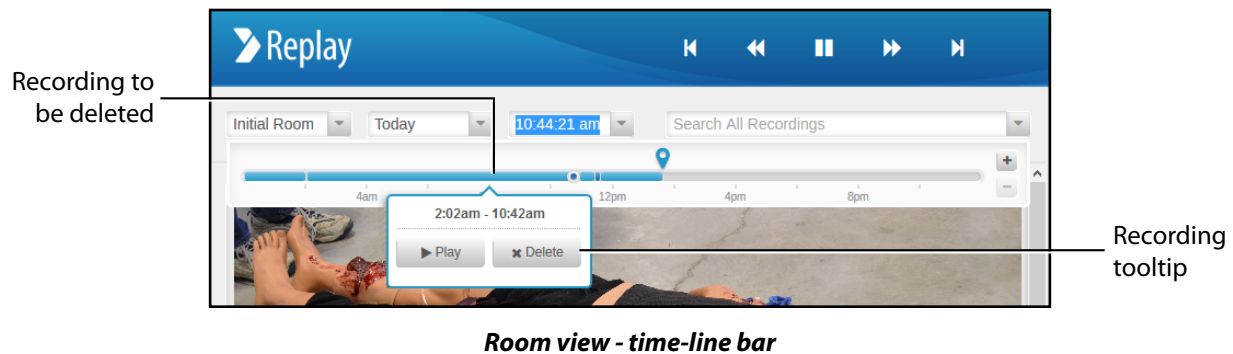 Replay
Recording to
be deleted
Initial Room Today 10:44:21 am Search All Recordings
+
4am 12pm 4pm 8pm
−
2:02am - 10:42am
Play Delete
Recording
tooltip
Room view - time-line bar